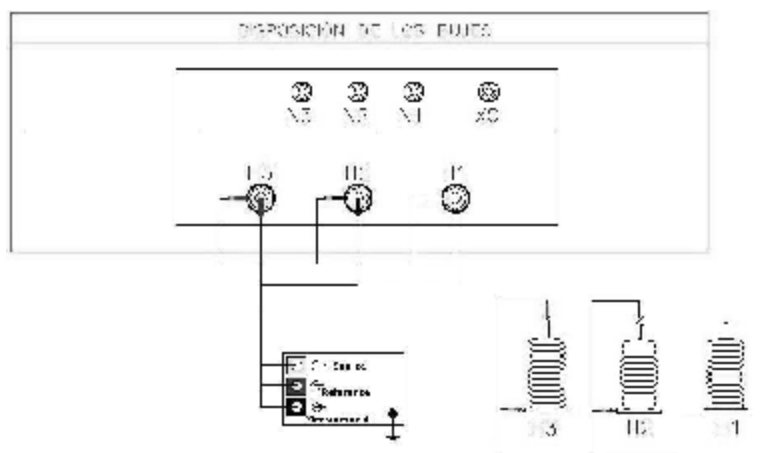 DISPOSICIÓN DE LOS BUJES
X3 X2 X1 X0
H3 H2 H1
Reference
H3 H2 H1